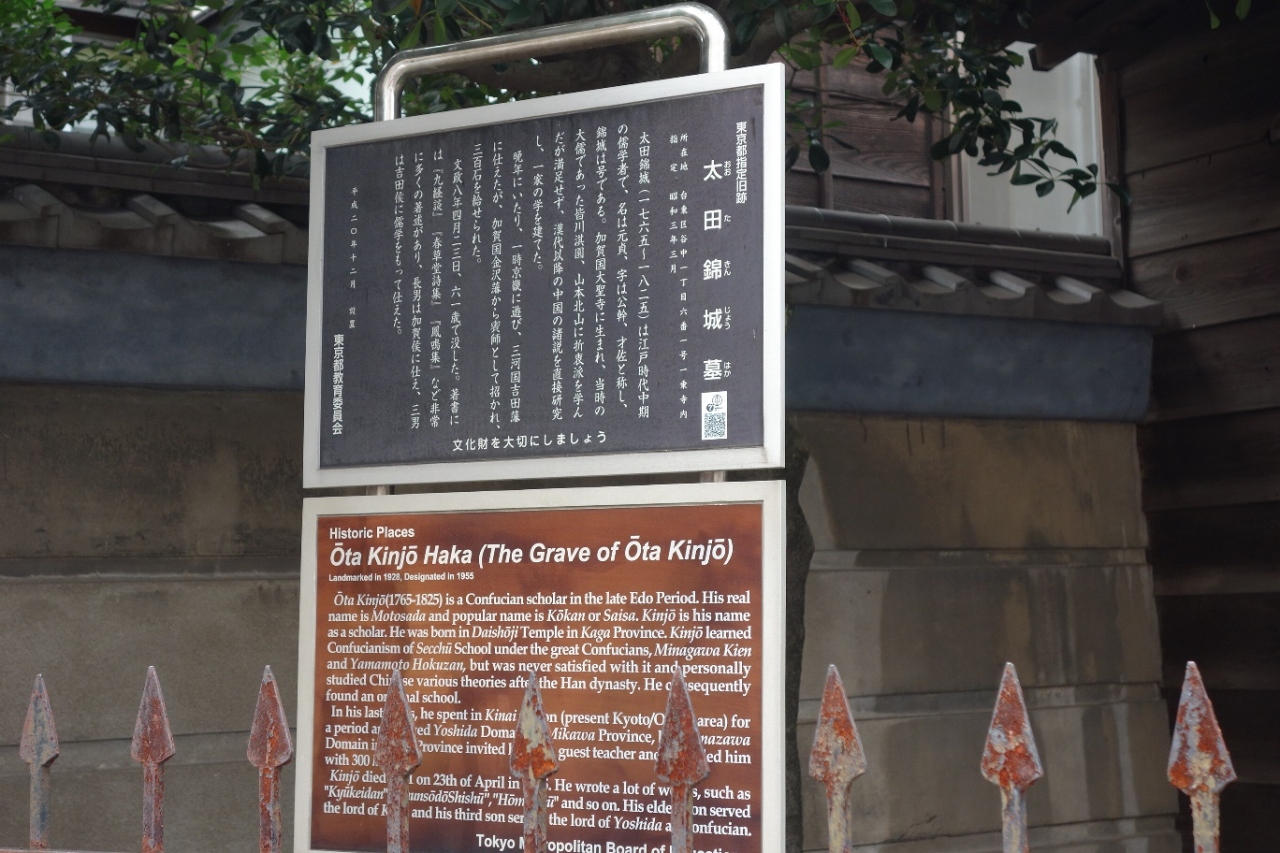 東京都指定旧跡
太田錦城墓
おおたきんじょうはか
所在地 台東区谷中一丁目六番一号 一乗寺内
指定 昭和三年三月
太田錦城(一七六五～一八二五)は江戸時代中期
の儒学者で、名は元貞、字は公幹、才佐と称し、
錦城は号である。加賀国大聖寺に生まれ、当時の
大儒であった皆川淇園、山本北山に折衷派を学ん
だが満足せず、漢代以降の中国の諸説を直接研究
し、一家の学を建てた。
晩年にいたり、一時京畿に遊び、三河国吉田藩
に仕えたが、加賀国金沢藩から賓師として招かれ、
三百石を給せられた。
文政八年四月二三日、六一歳で没した。著書に
は『九経談』『春草堂詩集』『鳳鳴集』など非常
に多くの著述があり、長男は加賀侯に仕え、三男
は吉田侯に儒学をもって仕えた。
平成二〇年十二月 設置
東京都教育委員会
文化財を大切にしましょう
Historic Places
Ōta Kinjō Haka (The Grave of Ōta Kinjō)
Landmarked in 1928, Designated in 1955
Ōta Kinjō(1765-1825) is a Confucian scholar in the late Edo Period. His real
name is Motosada and popular name is Kōkan or Saisa. Kinjō is his name
as a scholar. He was born in Daishōji Temple in Kaga Province. Kinjō learned
Confucianism of Secchū School under the great Confucians, Minagawa Kien
and Yamamoto Hokuzan, but was never satisfied with it and personally
studied various theories after the Han dynasty. He
found an school.
In his last he spent in Kinai (present Kyoto/ area) for
a period Yoshida Mikawa Province,
Domain Province invited guest teacher him
with 300
Kinjō died on 23th of April in He wrote a lot of such as
"Kyūkeidan" and so on. His served
the lord of and his third son the lord of Yoshida
Tokyo Board of